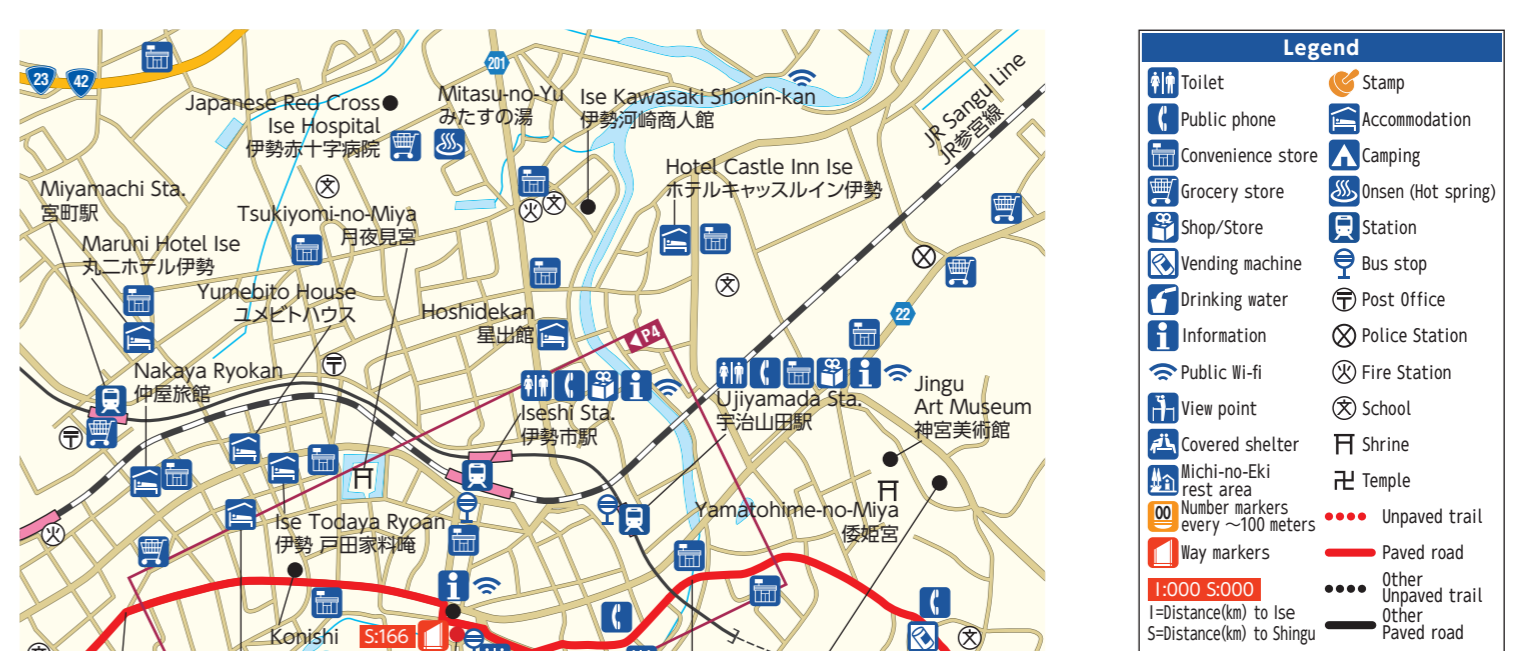 23
42
201
Japanese Red Cross
Ise Hospital
伊勢赤十字病院
Mitasu-no-Yu
みたすの湯
Ise Kawasaki Shonin-kan
伊勢河崎商人館
JR Sangu Line
JR参宮線
Miyamachi Sta.
宮町駅
文
Tsukiyomi-no-Miya
月夜見宮
火
文
Hotel Castle Inn Ise
ホテルキャッスルイン伊勢
Maruni Hotel Ise
丸二ホテル伊勢
Yumebito House
ユメビトハウス
文
Hoshidekan
星出館
22
P4
Nakaya Ryokan
仲屋旅館
Iseshi Sta.
伊勢市駅
Ujiyamada Sta.
宇治山田駅
Jingu
Art Museum
神宮美術館
Yamatohime-no-Miya
倭姫宮
火
Ise Todaya Ryoan
伊勢 戸田家料庵
Konishi
S:166
文
文
Legend
Toilet
Public phone
Convenience store
Grocery store
Shop/Store
Vending machine
Drinking water
Information
Public Wi-fi
View point
Covered shelter
Michi-no-Eki
rest area
00
Number markers
every ～100 meters
Way markers
I:000 S:000
I=Distance(km) to Ise
S=Distance(km) to Shingu
Stamp
Accommodation
Camping
Onsen (Hot spring)
Station
Bus stop
Post Office
Police Station
火
Fire Station
文
School
Shrine
卍
Temple
Unpaved trail
Paved road
Other
Unpaved trail
Other
Paved road